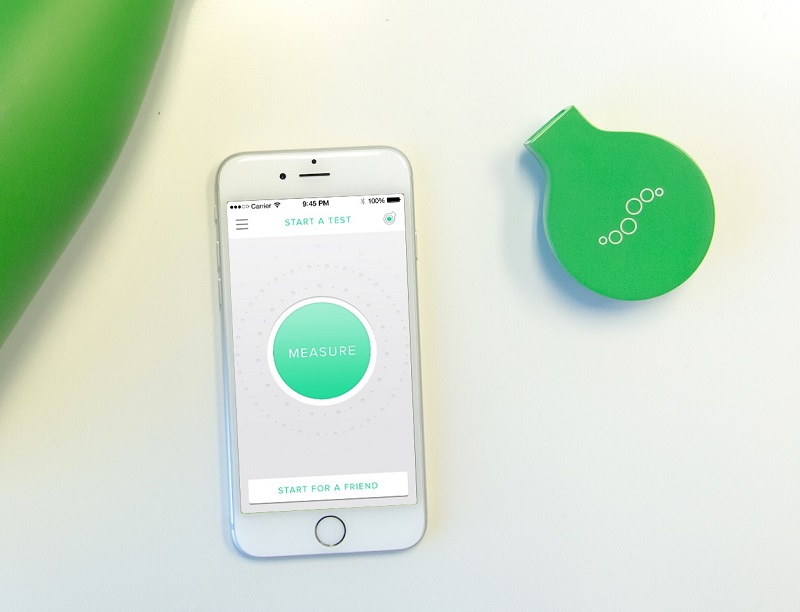 Carrier 9:45 PM 100%
START A TEST
MEASURE
START FOR A FRIEND